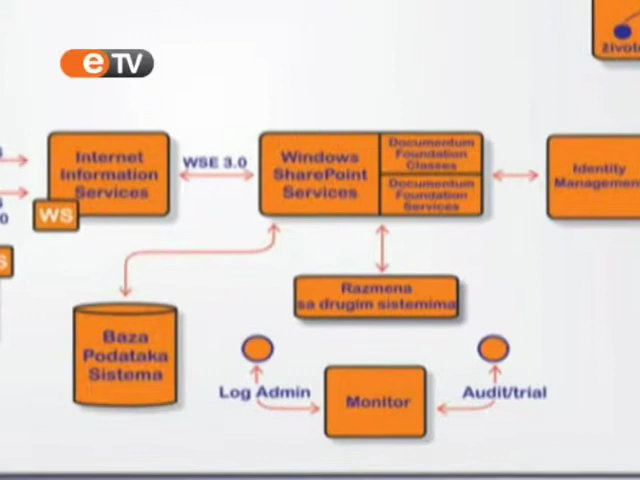 eTV
život
Internet
Information
Services
WS
WSE 3.0
Windows
SharePoint
Services
Documentum
Foundation
Classes
Documentum
Foundation
Services
Identity
Management
Razmena
sa drugim sistemima
Baza
Podataka
Sistema
Log Admin
Monitor
Audit/trial